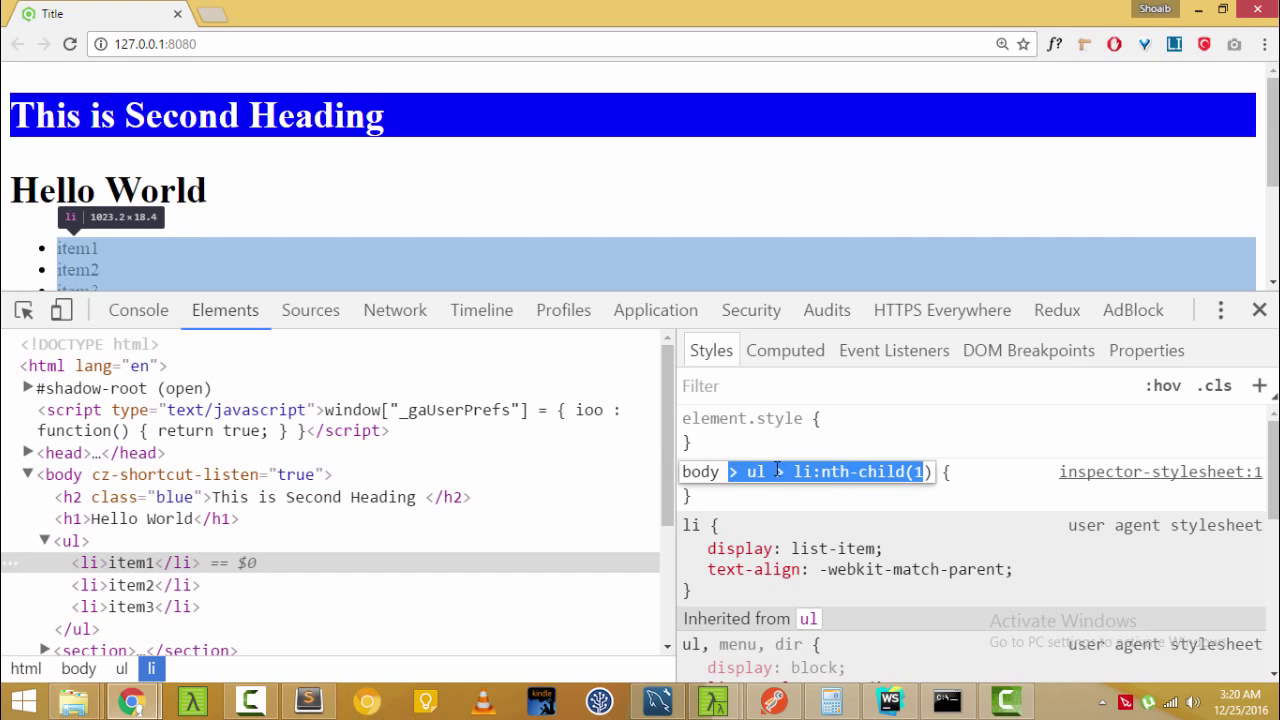 Title
Shoaib
127.0.0.1:8080
f?
LI
This is Second Heading
Hello World
li 1023.2×18.4
item1
item2
Console Elements Sources Network Timeline Profiles Application Security Audits HTTPS Everywhere Redux AdBlock
<!DOCTYPE html>
<html lang="en">
#shadow-root (open)
<script type="text/javascript">window["_gaUserPrefs"] = { ioo :
function() { return true; } }</script>
<head>…</head>
<body cz-shortcut-listen="true">
<h2 class="blue">This is Second Heading </h2>
<h1>Hello World</h1>
<ul>
<li>item1</li> == $0
<li>item2</li>
<li>item3</li>
</ul>
<section>…</section>
html body ul li
Styles Computed Event Listeners DOM Breakpoints Properties
Filter :hov .cls
element.style {
}
body > ul > li:nth-child(1) { inspector-stylesheet:1
}
li { user agent stylesheet
display: list-item;
text-align: -webkit-match-parent;
}
Inherited from ul
ul, menu, dir { user agent stylesheet
display: block;
Activate Windows
Go to PC settings to activate Windows.
kindle
WS
3:20 AM
12/25/2016